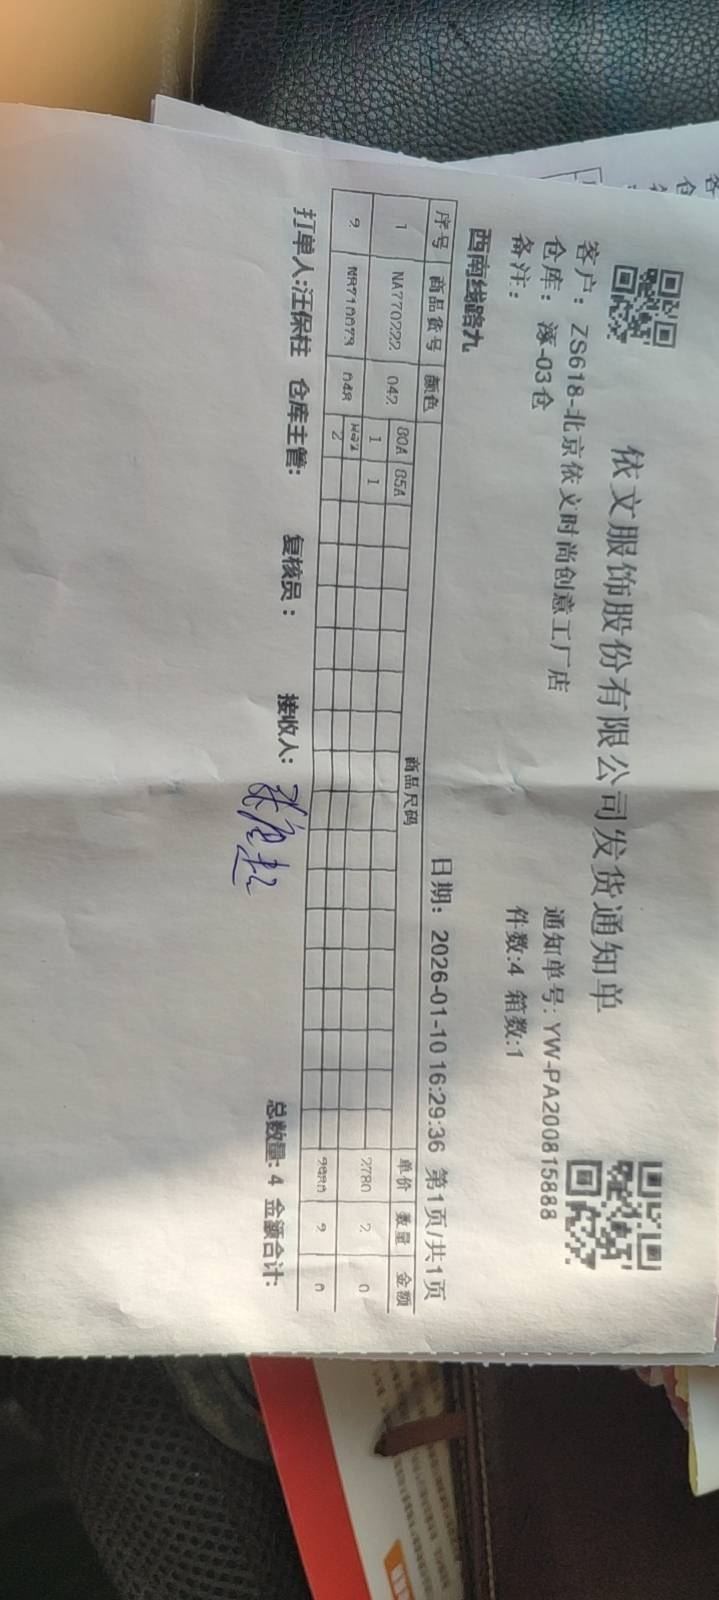 依文服饰股份有限公司发货通知单
客户：ZS618-北京依文时尚创意工厂店
通知单号：YW-PA200815888
仓库：涿-03仓
件数:4 箱数:1
备注：
西南线路九
日期：2026-01-10 16:29:36 第1页/共1页
序号 商品货号 颜色 商品尺码 单价 数量 金额
80A 85A
1 NA770222 042 1 1 2780 2 0
2 048 2 2 0
打单人:汪保柱 仓库主管: 复核员： 接收人: 总数量:4 金额合计: